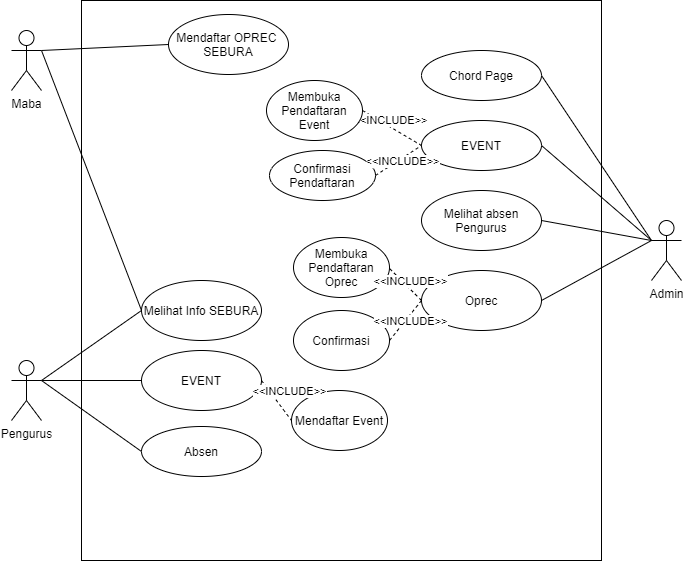 Mendaftar OPREC
SEBURA
Maba
Chord Page
Membuka
Pendaftaran
Event
<<INCLUDE>>
EVENT
<<INCLUDE>>
Confirmasi
Pendaftaran
Melihat absen
Pengurus
Admin
Membuka
Pendaftaran
Oprec
<<INCLUDE>>
Oprec
<<INCLUDE>>
Confirmasi
Melihat Info SEBURA
EVENT
<<INCLUDE>>
Mendaftar Event
Pengurus
Absen